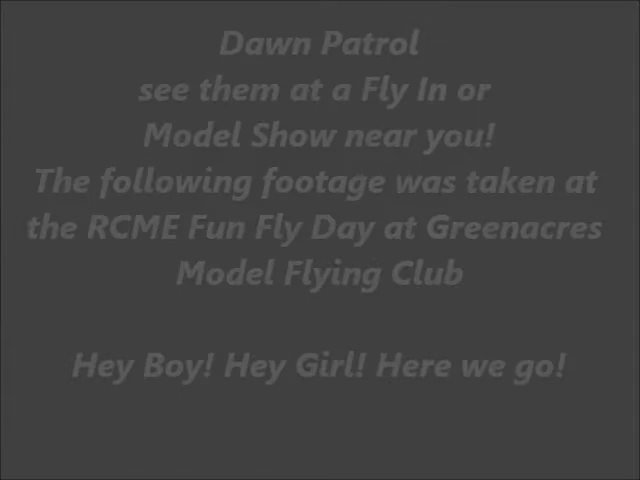 Dawn Patrol
see them at a Fly In or
Model Show near you!
The following footage was taken at
the RCME Fun Fly Day at Greenacres
Model Flying Club
Hey Boy! Hey Girl! Here we go!